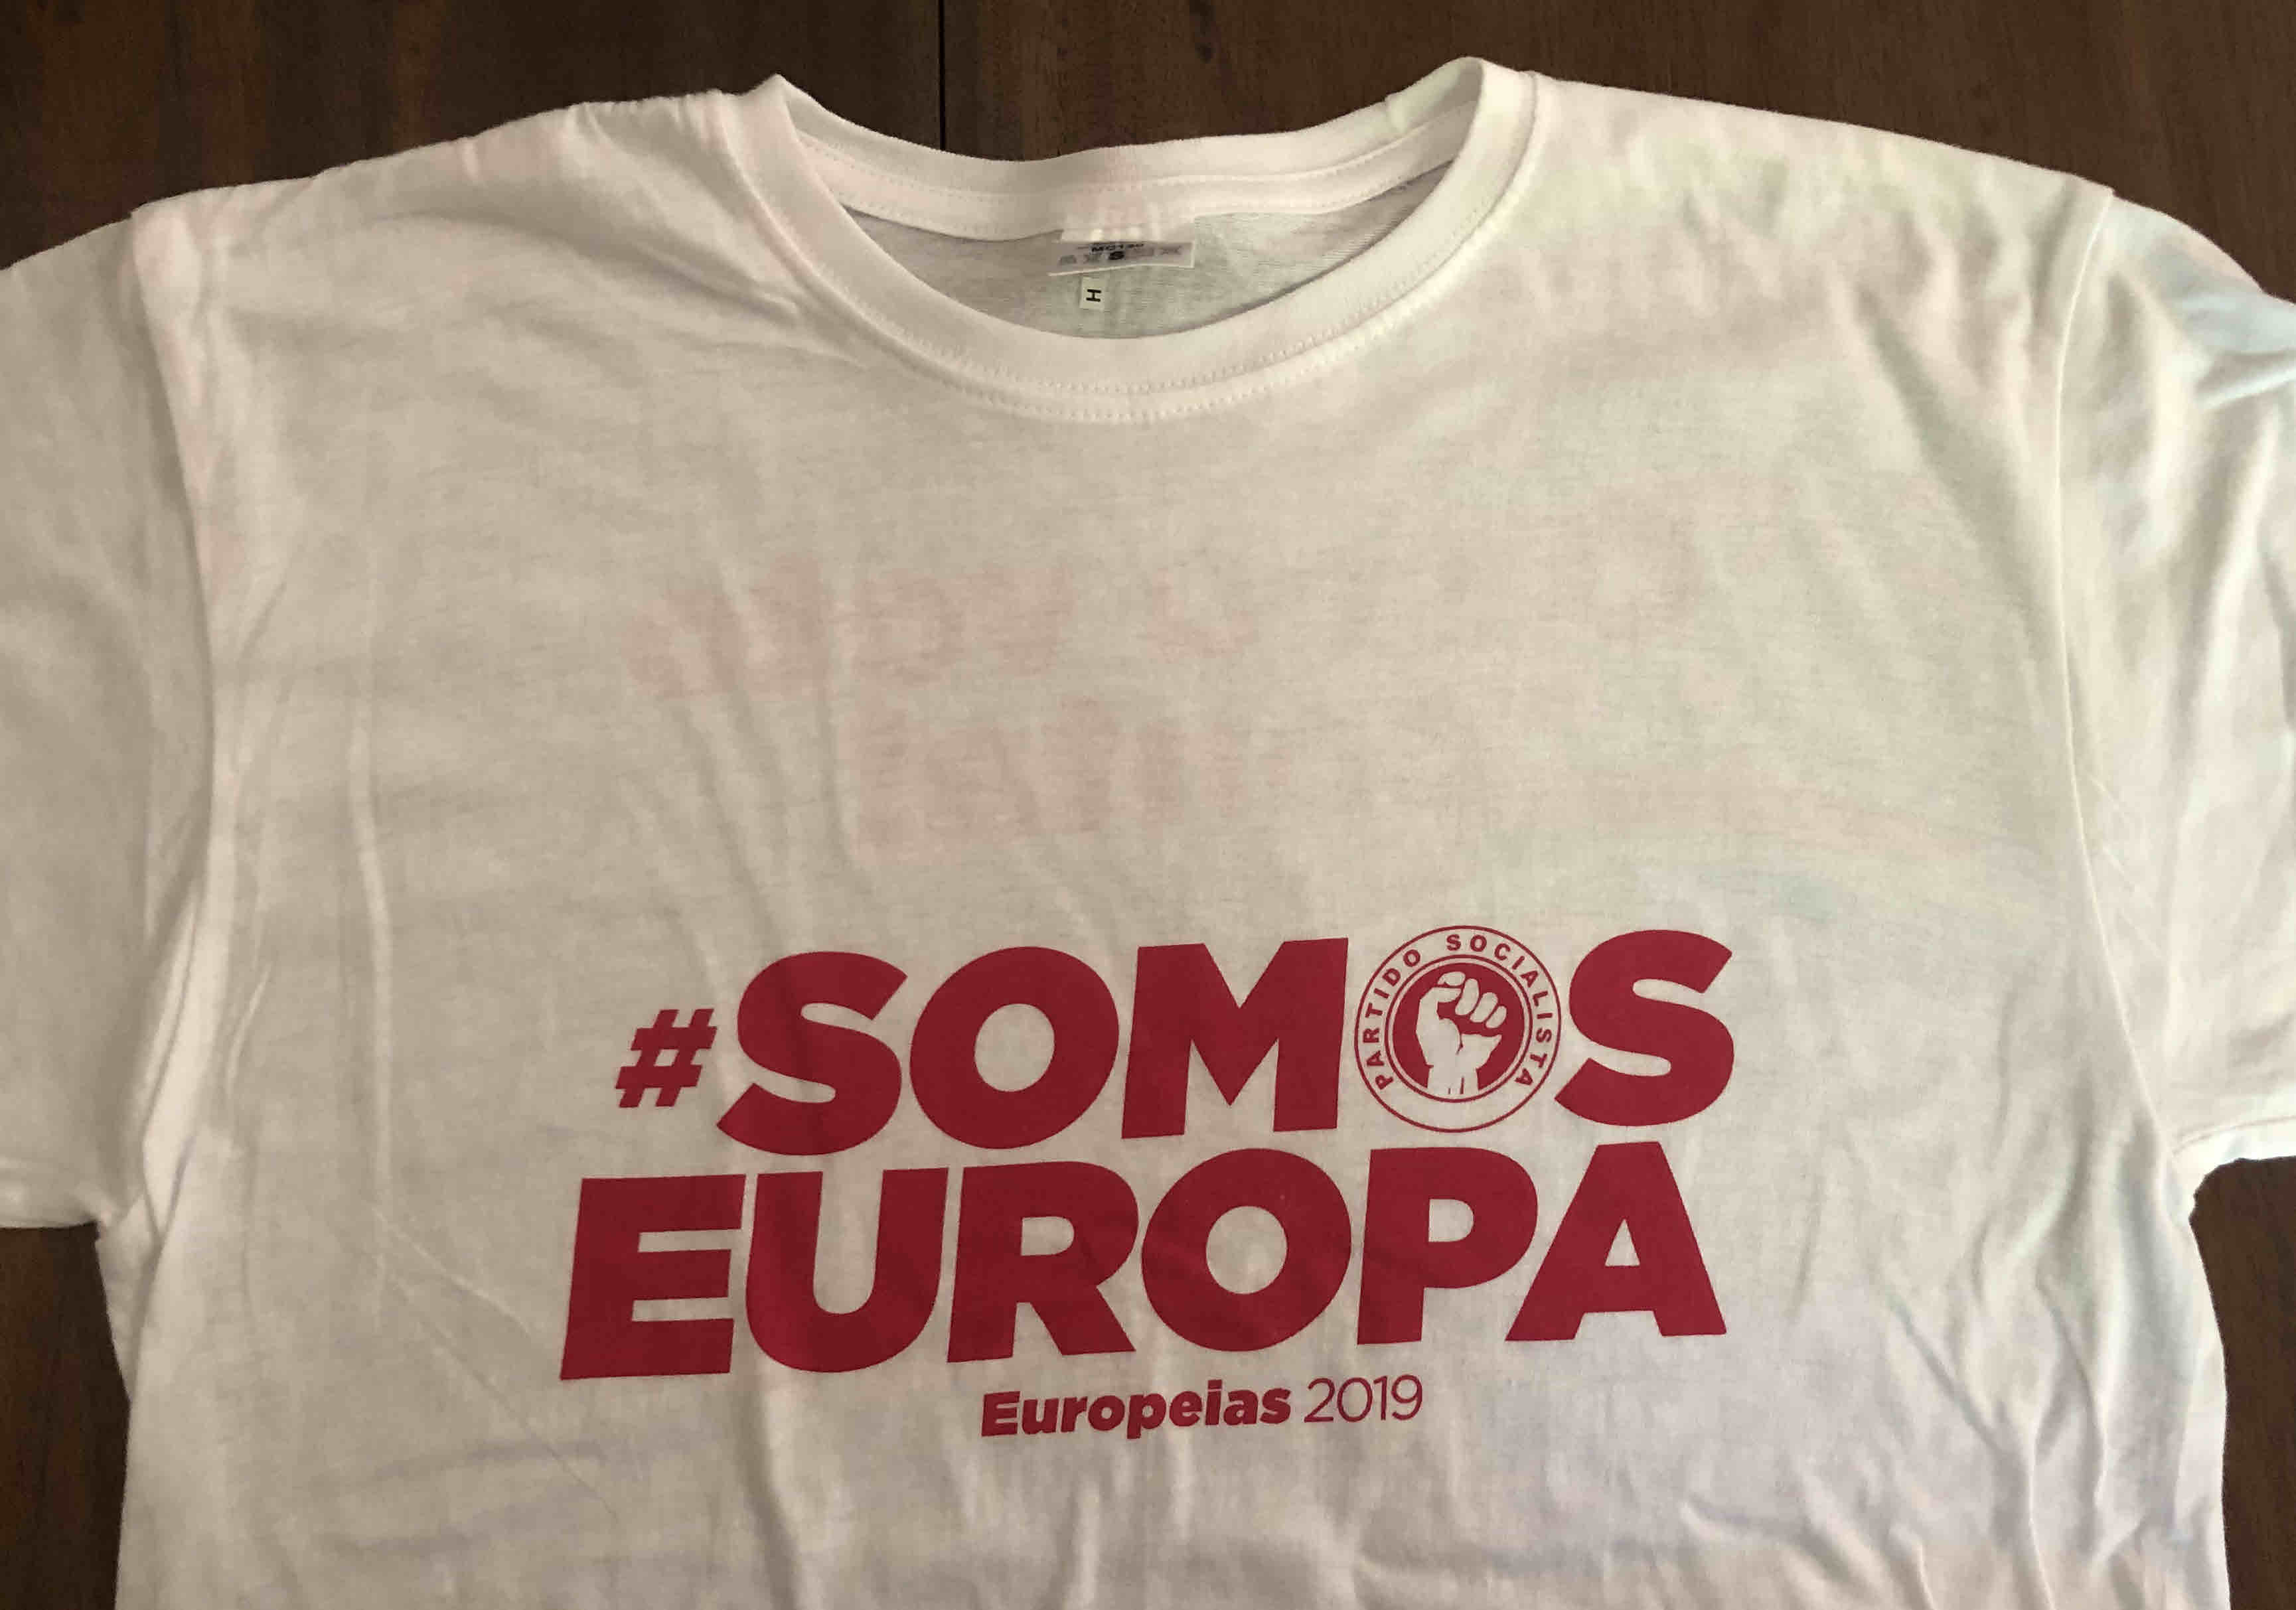 S
H
#SOMOS
PARTIDO SOCIALISTA
EUROPA
Europeias 2019